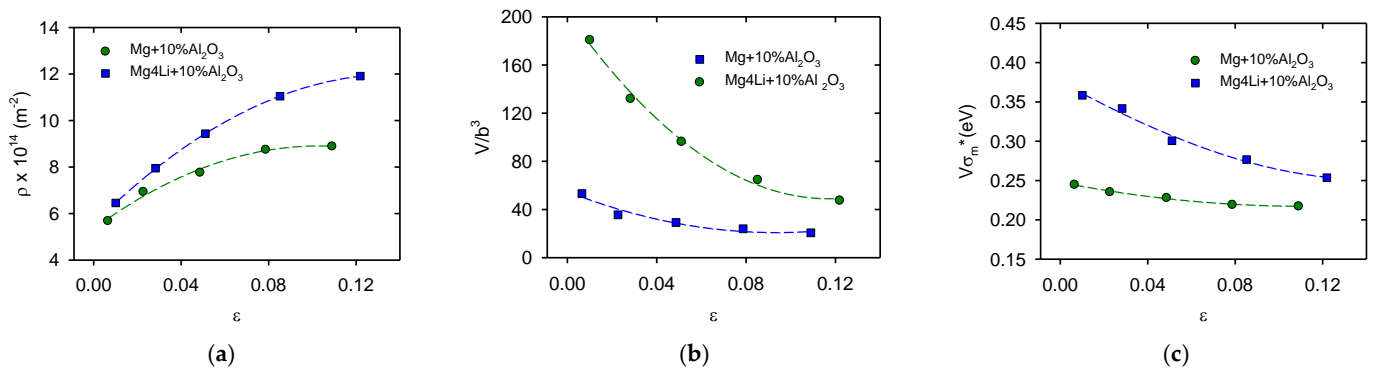 14
12
10
8
6
4
ρ x 10¹⁴ (m⁻²)
Mg+10%Al₂O₃
Mg4Li+10%Al₂O₃
0.00 0.04 0.08 0.12
ε
(a)
200
160
120
80
40
0
V/b³
Mg+10%Al₂O₃
Mg4Li+10%Al ₂O₃
0.00 0.04 0.08 0.12
ε
(b)
0.45
0.40
0.35
0.30
0.25
0.20
0.15
Vσₘ* (eV)
Mg+10%Al₂O₃
Mg4Li+10%Al₂O₃
0.00 0.04 0.08 0.12
ε
(c)